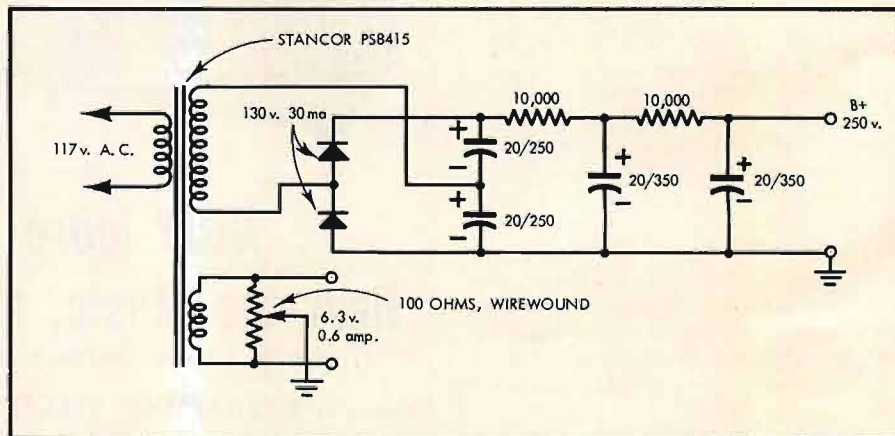 STANCOR PS8415
117 v. A.C.
130 v. 30 ma
+
-
20/250
+
-
20/250
10,000
10,000
+
-
20/350
+
-
20/350
B+
250 v.
100 OHMS, WIREWOUND
6.3 v.
0.6 amp.